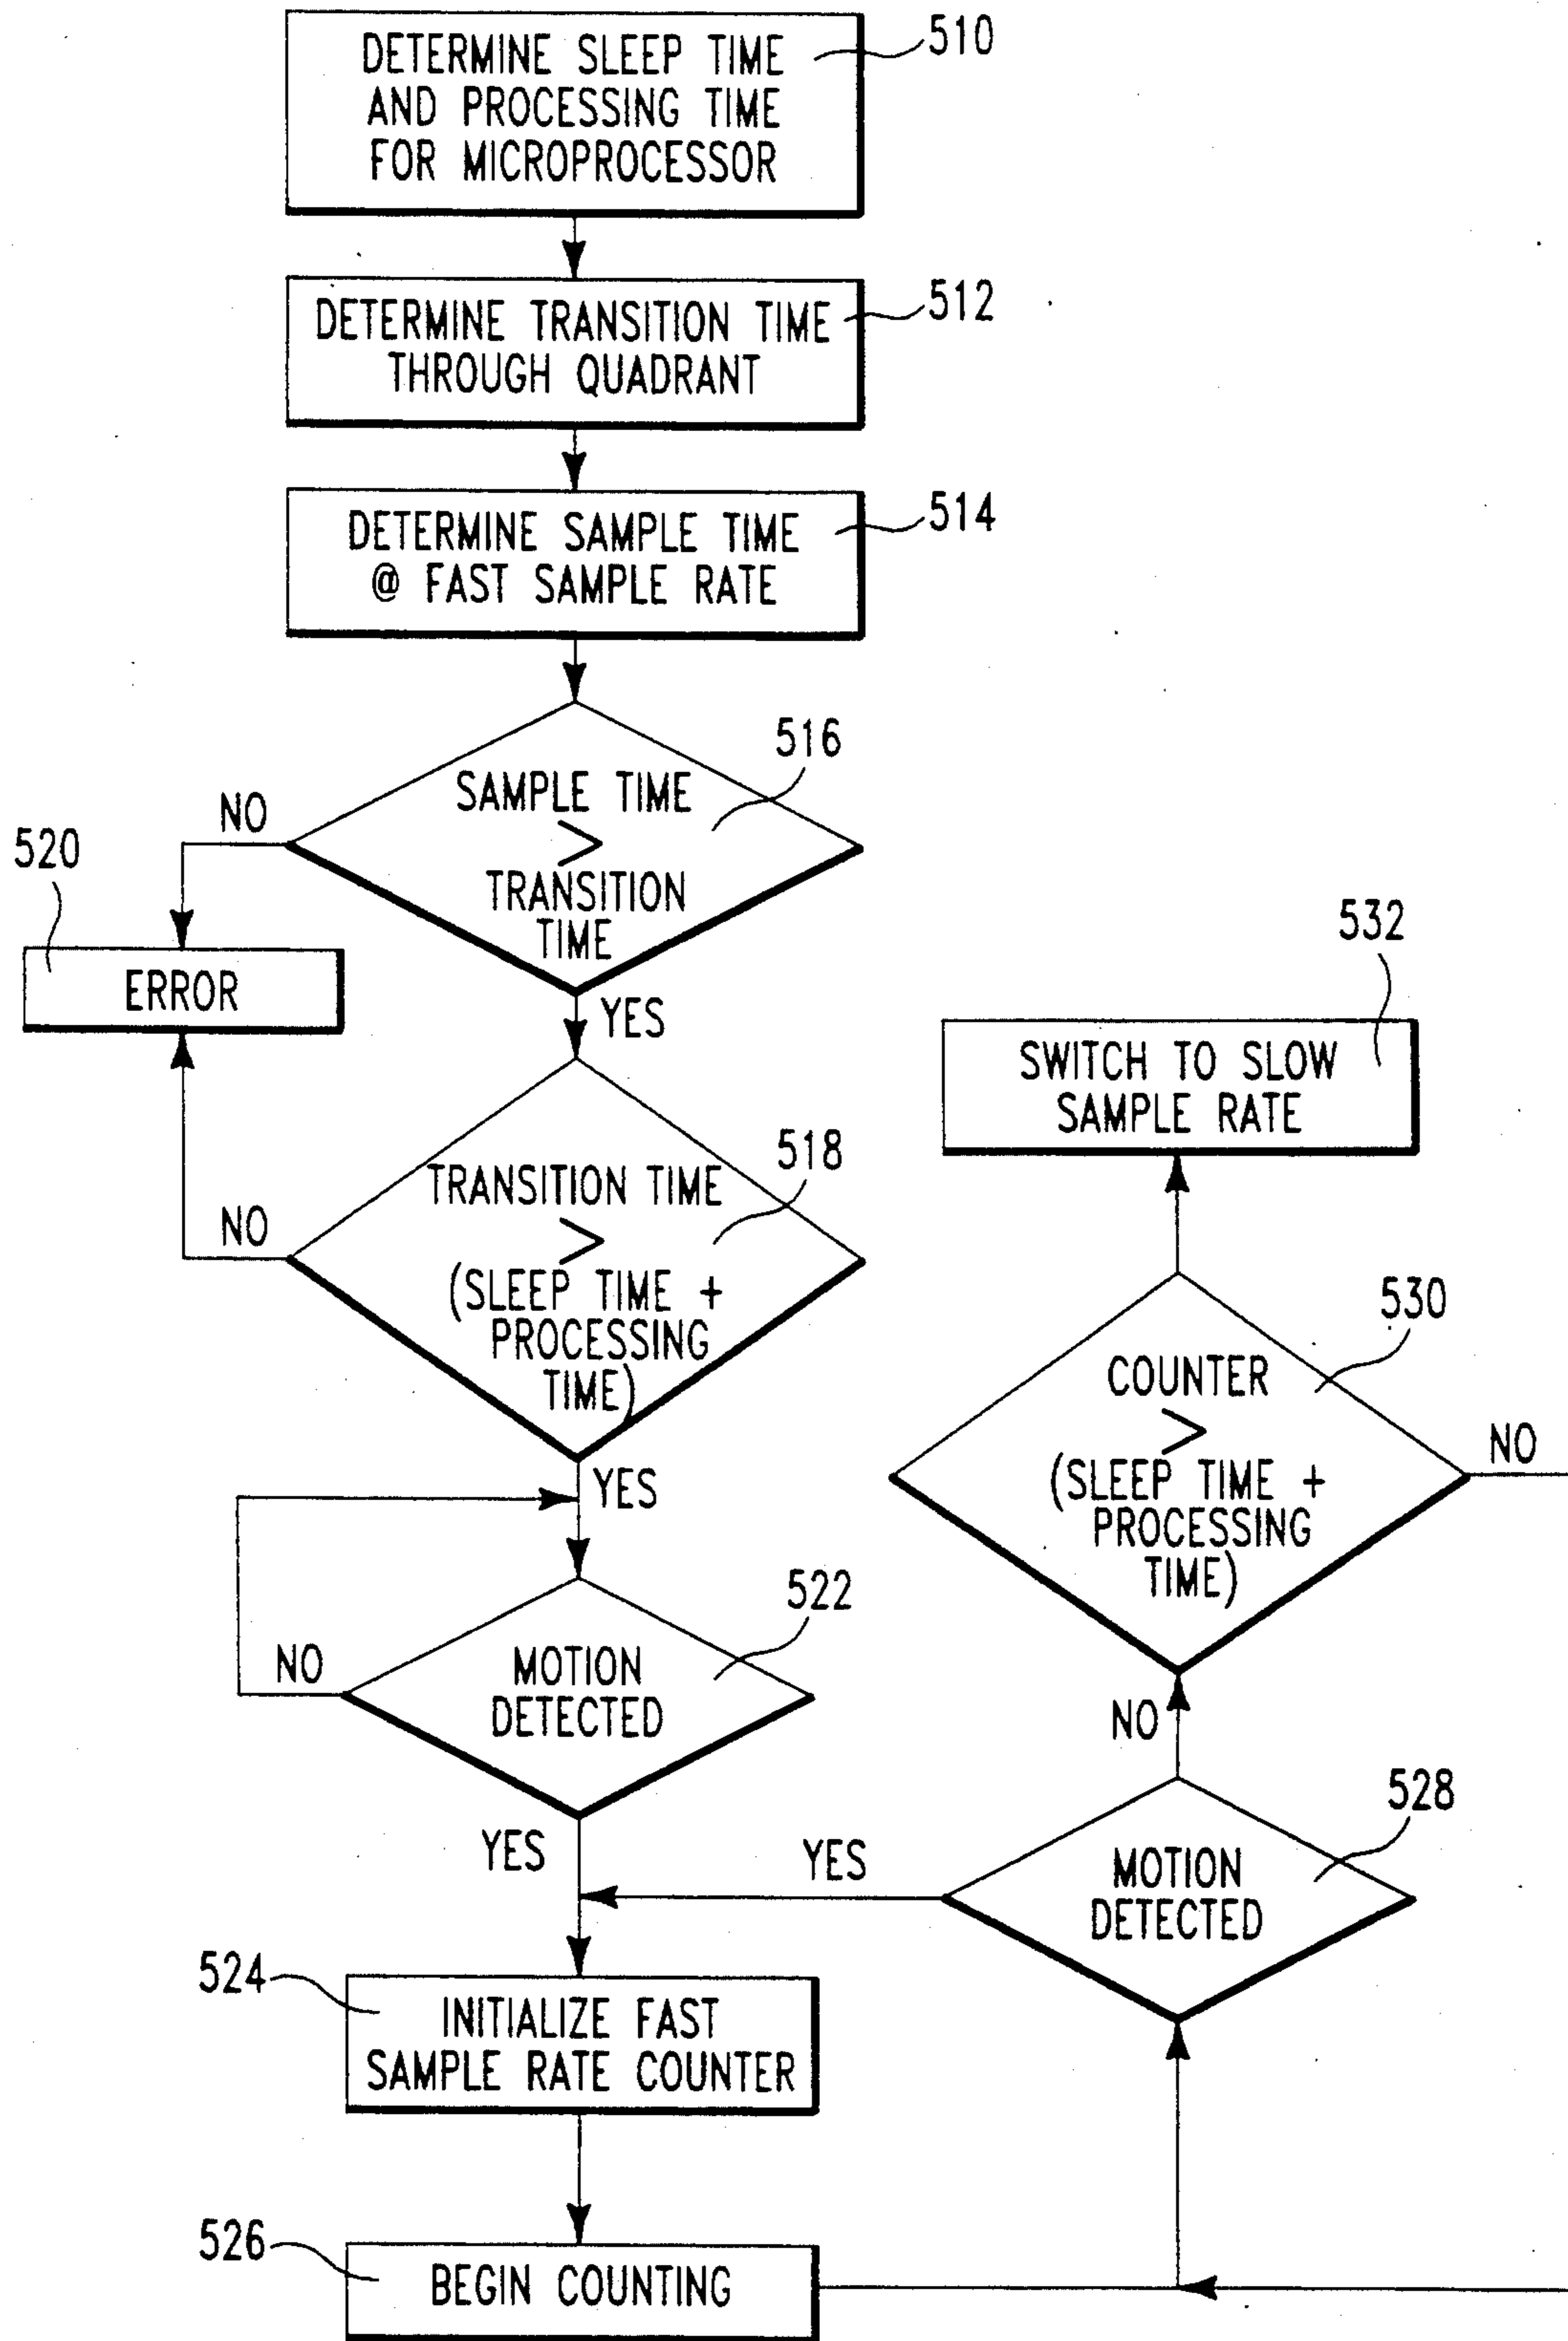 DETERMINE SLEEP TIME
AND PROCESSING TIME
FOR MICROPROCESSOR
510
DETERMINE TRANSITION TIME
THROUGH QUADRANT
512
DETERMINE SAMPLE TIME
@ FAST SAMPLE RATE
514
SAMPLE TIME
>
TRANSITION
TIME
516
NO
520
ERROR
YES
TRANSITION TIME
>
(SLEEP TIME +
PROCESSING
TIME)
518
NO
YES
MOTION
DETECTED
522
NO
YES
524
INITIALIZE FAST
SAMPLE RATE COUNTER
526
BEGIN COUNTING
MOTION
DETECTED
528
YES
NO
COUNTER
>
(SLEEP TIME +
PROCESSING
TIME)
530
NO
532
SWITCH TO SLOW
SAMPLE RATE